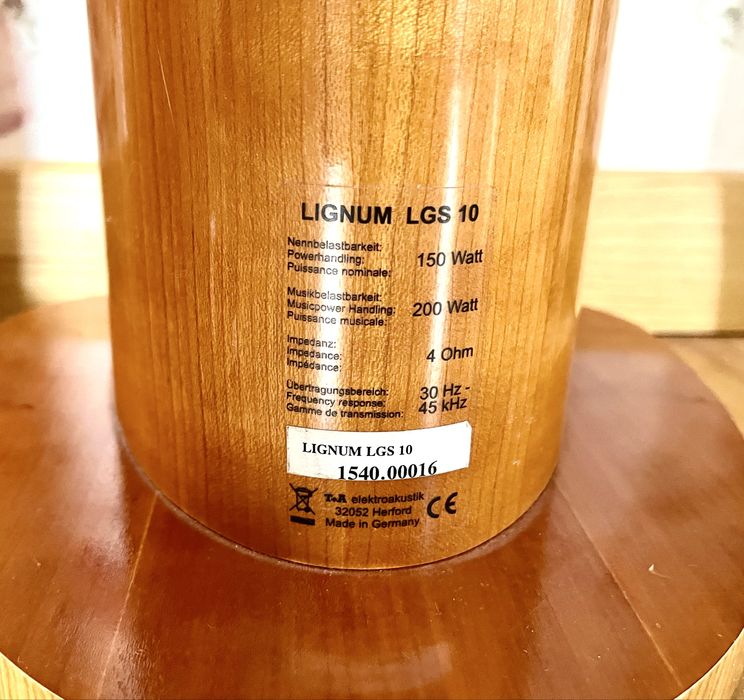 LIGNUM LGS 10
Nennbelastbarkeit:
Powerhandling: 150 Watt
Puissance nominale:
Musikbelastbarkeit:
Musicpower Handling: 200 Watt
Puissance musicale:
Impedanz:
Impedance: 4 Ohm
Impédance:
Übertragungsbereich: 30 Hz -
Frequency response: 45 kHz
Gamme de transmission:
LIGNUM LGS 10
1540.00016
T+A elektroakustik
32052 Herford
Made in Germany
CE